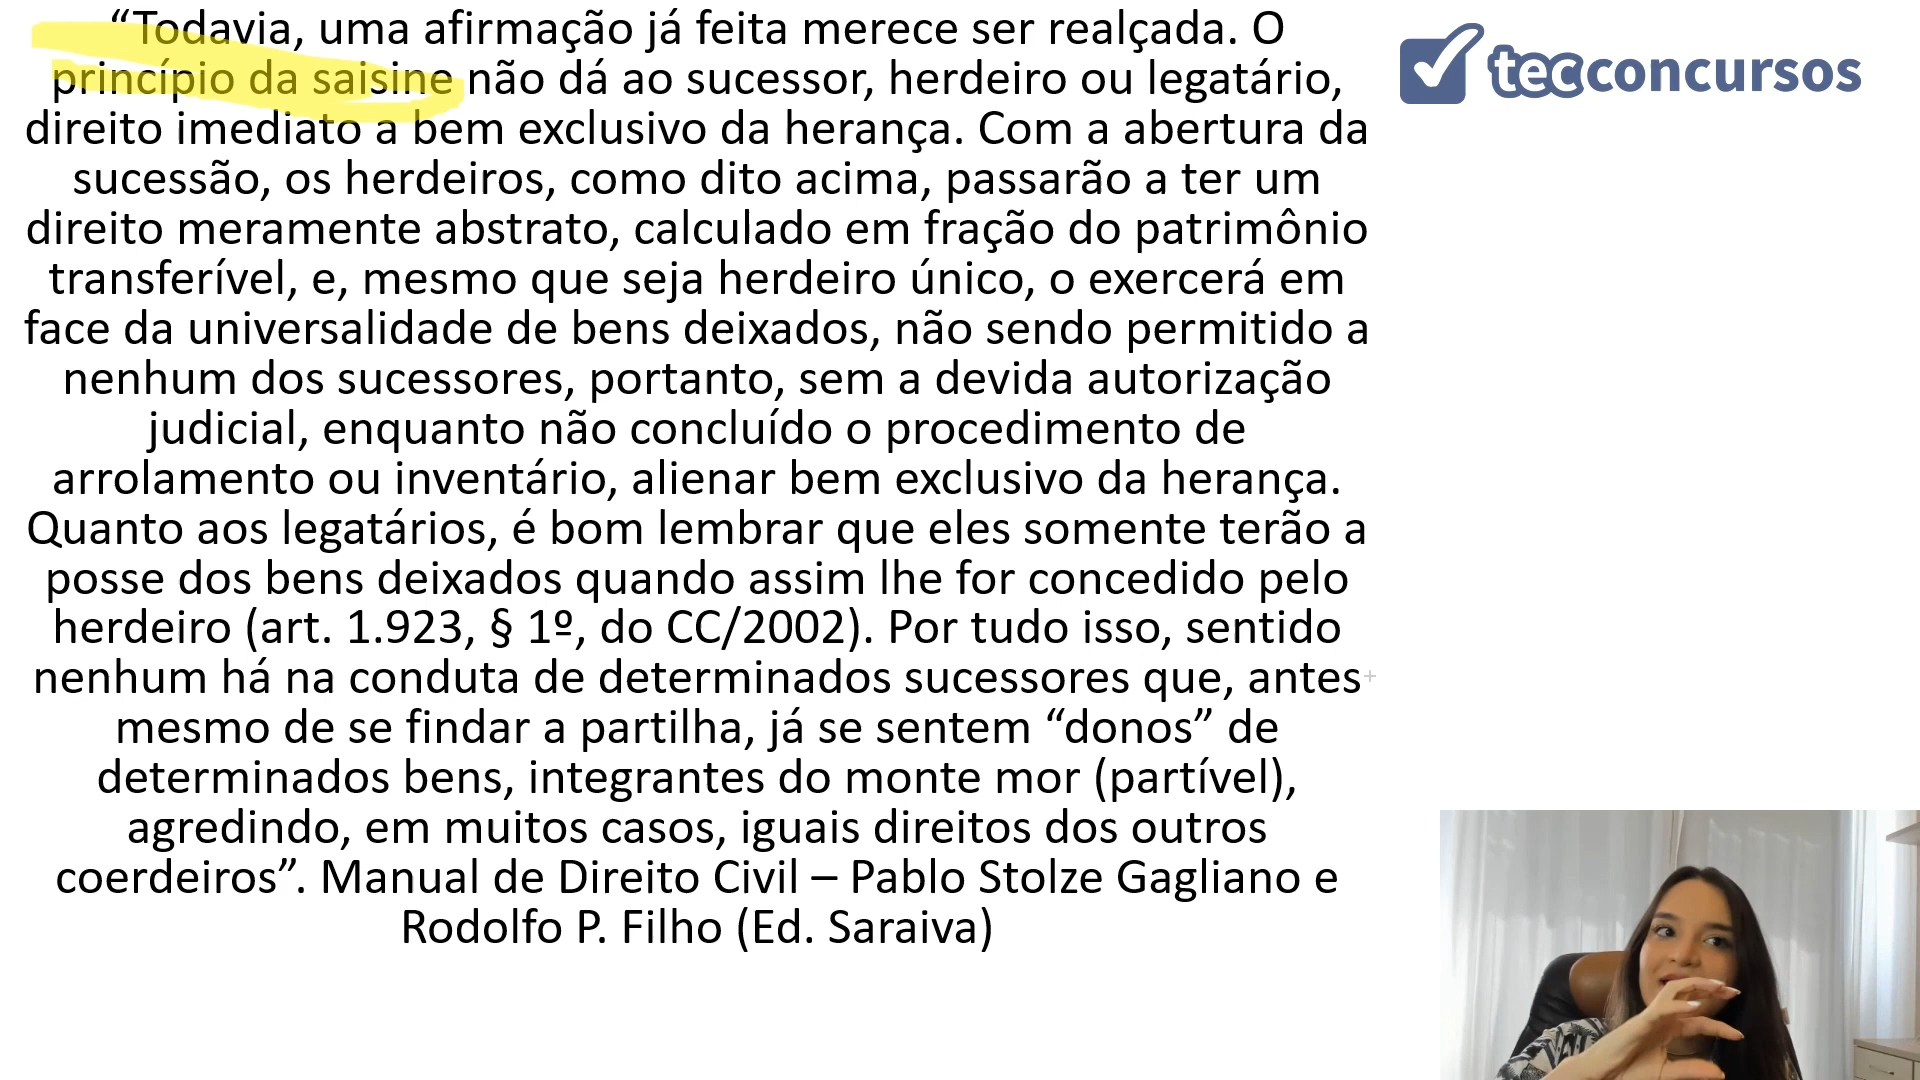 “Todavia, uma afirmação já feita merece ser realçada. O
princípio da saisine não dá ao sucessor, herdeiro ou legatário,
direito imediato a bem exclusivo da herança. Com a abertura da
sucessão, os herdeiros, como dito acima, passarão a ter um
direito meramente abstrato, calculado em fração do patrimônio
transferível, e, mesmo que seja herdeiro único, o exercerá em
face da universalidade de bens deixados, não sendo permitido a
nenhum dos sucessores, portanto, sem a devida autorização
judicial, enquanto não concluído o procedimento de
arrolamento ou inventário, alienar bem exclusivo da herança.
Quanto aos legatários, é bom lembrar que eles somente terão a
posse dos bens deixados quando assim lhe for concedido pelo
herdeiro (art. 1.923, § 1º, do CC/2002). Por tudo isso, sentido
nenhum há na conduta de determinados sucessores que, antes
mesmo de se findar a partilha, já se sentem “donos” de
determinados bens, integrantes do monte mor (partível),
agredindo, em muitos casos, iguais direitos dos outros
coerdeiros”. Manual de Direito Civil – Pablo Stolze Gagliano e
Rodolfo P. Filho (Ed. Saraiva)
tecconcursos